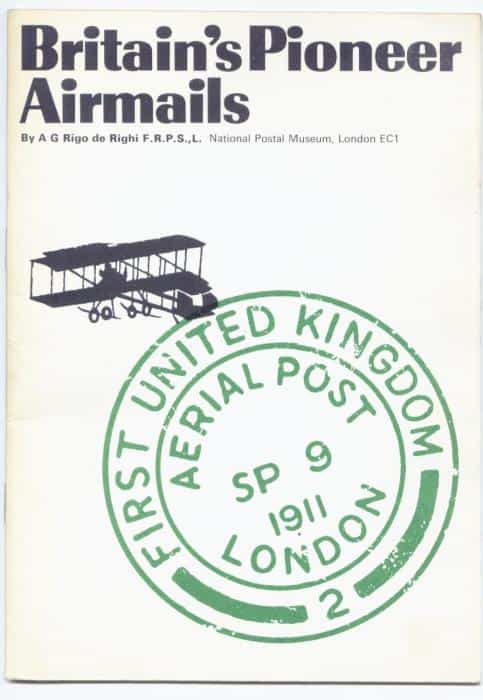 Britain's Pioneer
Airmails
By A G Rigo de Righi F.R.P.S.,L. National Postal Museum, London EC1
FIRST UNITED KINGDOM
AERIAL POST
SP 9
1911
LONDON
2